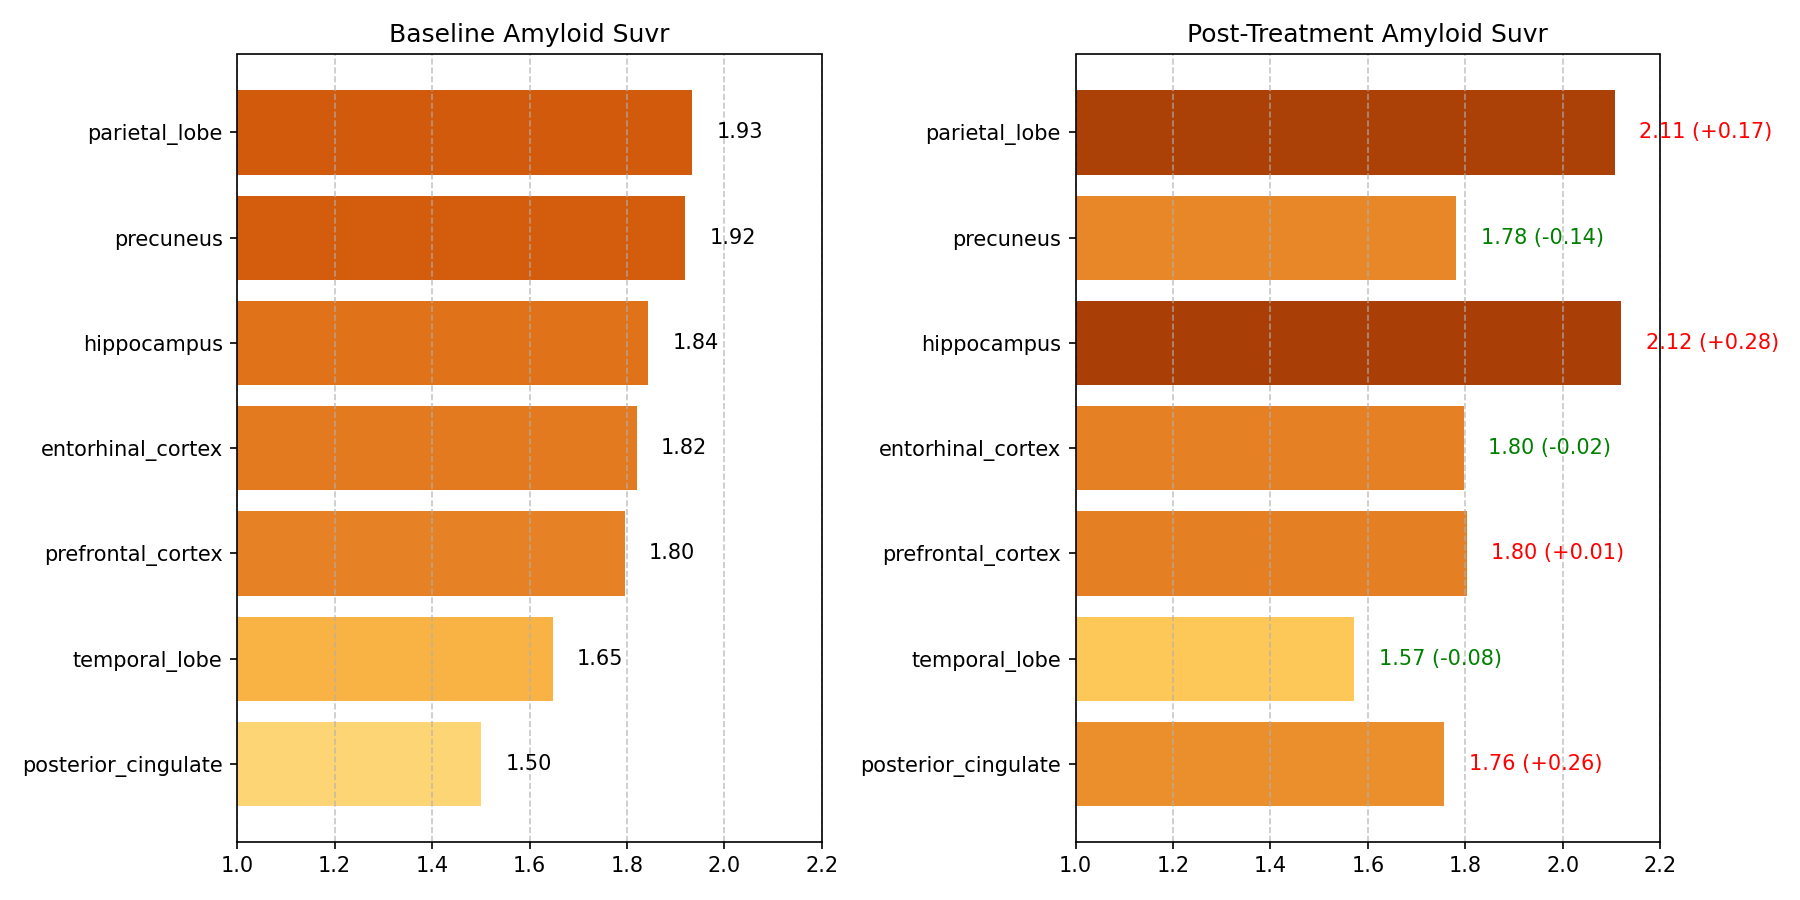 Baseline Amyloid Suvr
parietal_lobe 1.93
precuneus 1.92
hippocampus 1.84
entorhinal_cortex 1.82
prefrontal_cortex 1.80
temporal_lobe 1.65
posterior_cingulate 1.50
1.0 1.2 1.4 1.6 1.8 2.0 2.2
Post-Treatment Amyloid Suvr
parietal_lobe 2.11 (+0.17)
precuneus 1.78 (-0.14)
hippocampus 2.12 (+0.28)
entorhinal_cortex 1.80 (-0.02)
prefrontal_cortex 1.80 (+0.01)
temporal_lobe 1.57 (-0.08)
posterior_cingulate 1.76 (+0.26)
1.0 1.2 1.4 1.6 1.8 2.0 2.2